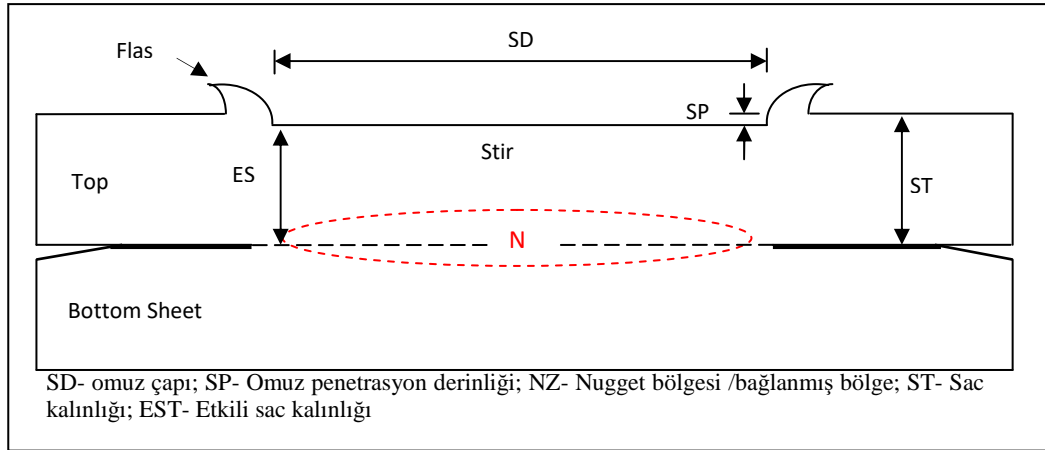 SD
Flas
SP
Stir
ES
Top
ST
N
Bottom Sheet
SD- omuz çapı; SP- Omuz penetrasyon derinliği; NZ- Nugget bölgesi /bağlanmış bölge; ST- Sac
kalınlığı; EST- Etkili sac kalınlığı